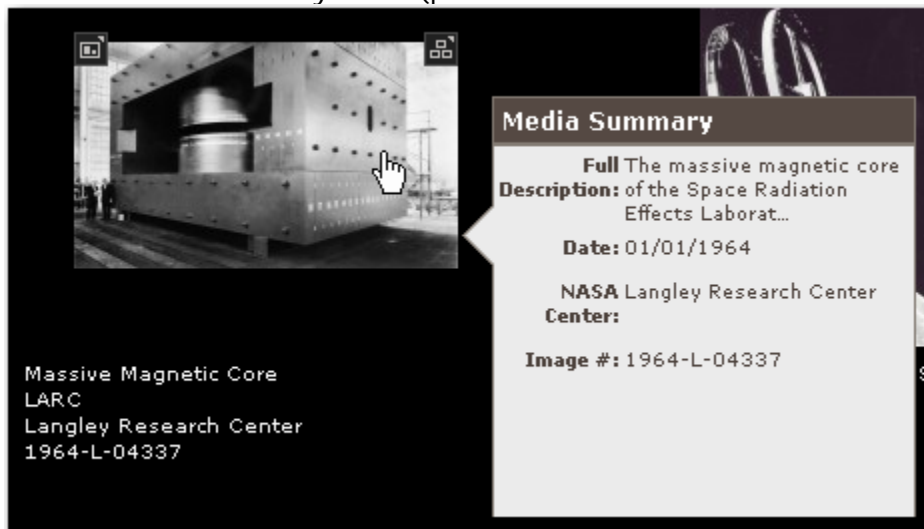 Massive Magnetic Core
LARC
Langley Research Center
1964-L-04337
Media Summary
Full Description: The massive magnetic core
of the Space Radiation
Effects Laborat...
Date: 01/01/1964
NASA Center: Langley Research Center
Image #: 1964-L-04337